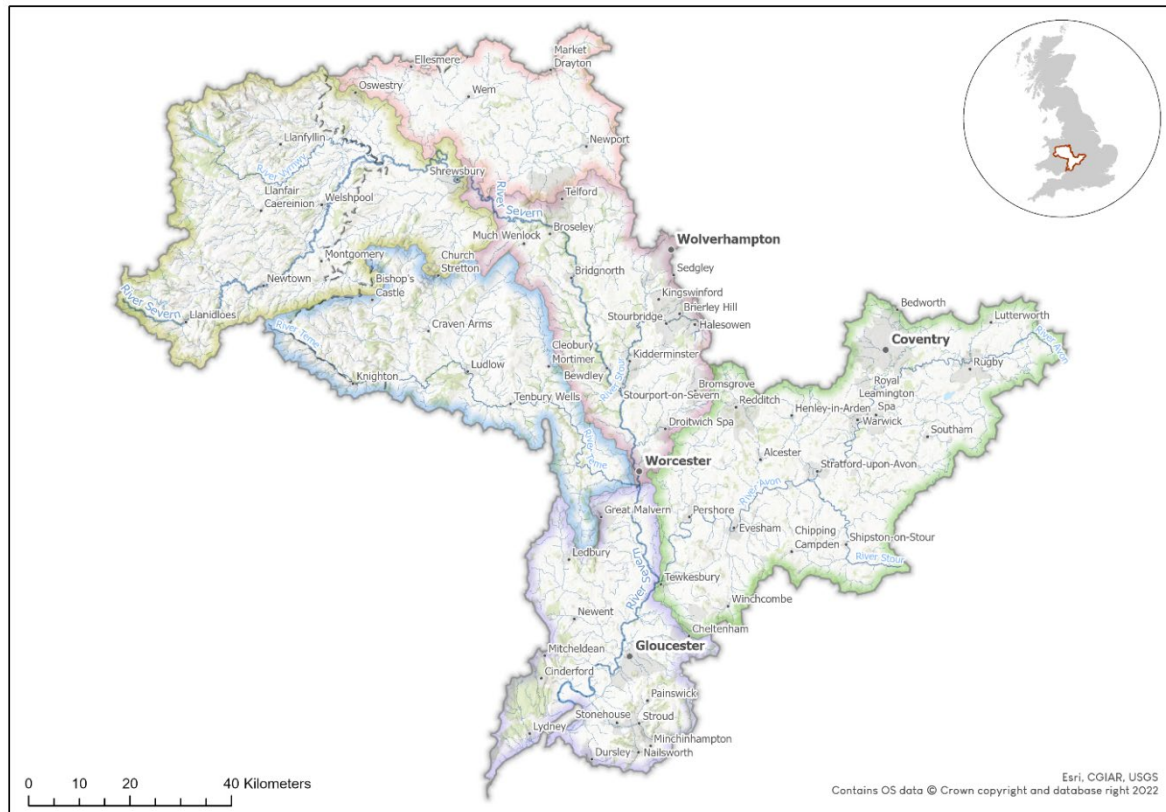 Market
Drayton
Ellesmere
Oswestry
Wem
Newport
Llanfyllin
River Vyrnwy
Shrewsbury
Telford
River Severn
Llanfair
Caereinion
Welshpool
Much Wenlock
Broseley
Wolverhampton
Montgomery
Church
Stretton
Bridgnorth
Sedgley
Bishop's
Castle
Newtown
Kingswinford
Brierley Hill
River Severn
Llanidloes
Stourbridge
Halesowen
Bedworth
Lutterworth
River Teme
Craven Arms
River Avon
Coventry
Cleobury
Mortimer
Kidderminster
Rugby
Ludlow
Bewdley
River Stour
Knighton
Bromsgrove
Royal
Leamington
Spa
Stourport-on-Severn
Redditch
Henley-in-Arden
Tenbury Wells
Warwick
Droitwich Spa
Southam
River Teme
Alcester
Worcester
Stratford-upon-Avon
River Avon
Great Malvern
Pershore
Evesham
Chipping
Campden
Shipston-on-Stour
Ledbury
River Severn
River Stour
Tewkesbury
Winchcombe
Newent
Cheltenham
Mitcheldean
Gloucester
Cinderford
Painswick
Lydney
Stonehouse
Stroud
Minchinhampton
Nailsworth
Dursley
0 10 20 40 Kilometers
Esri, CGIAR, USGS
Contains OS data © Crown copyright and database right 2022